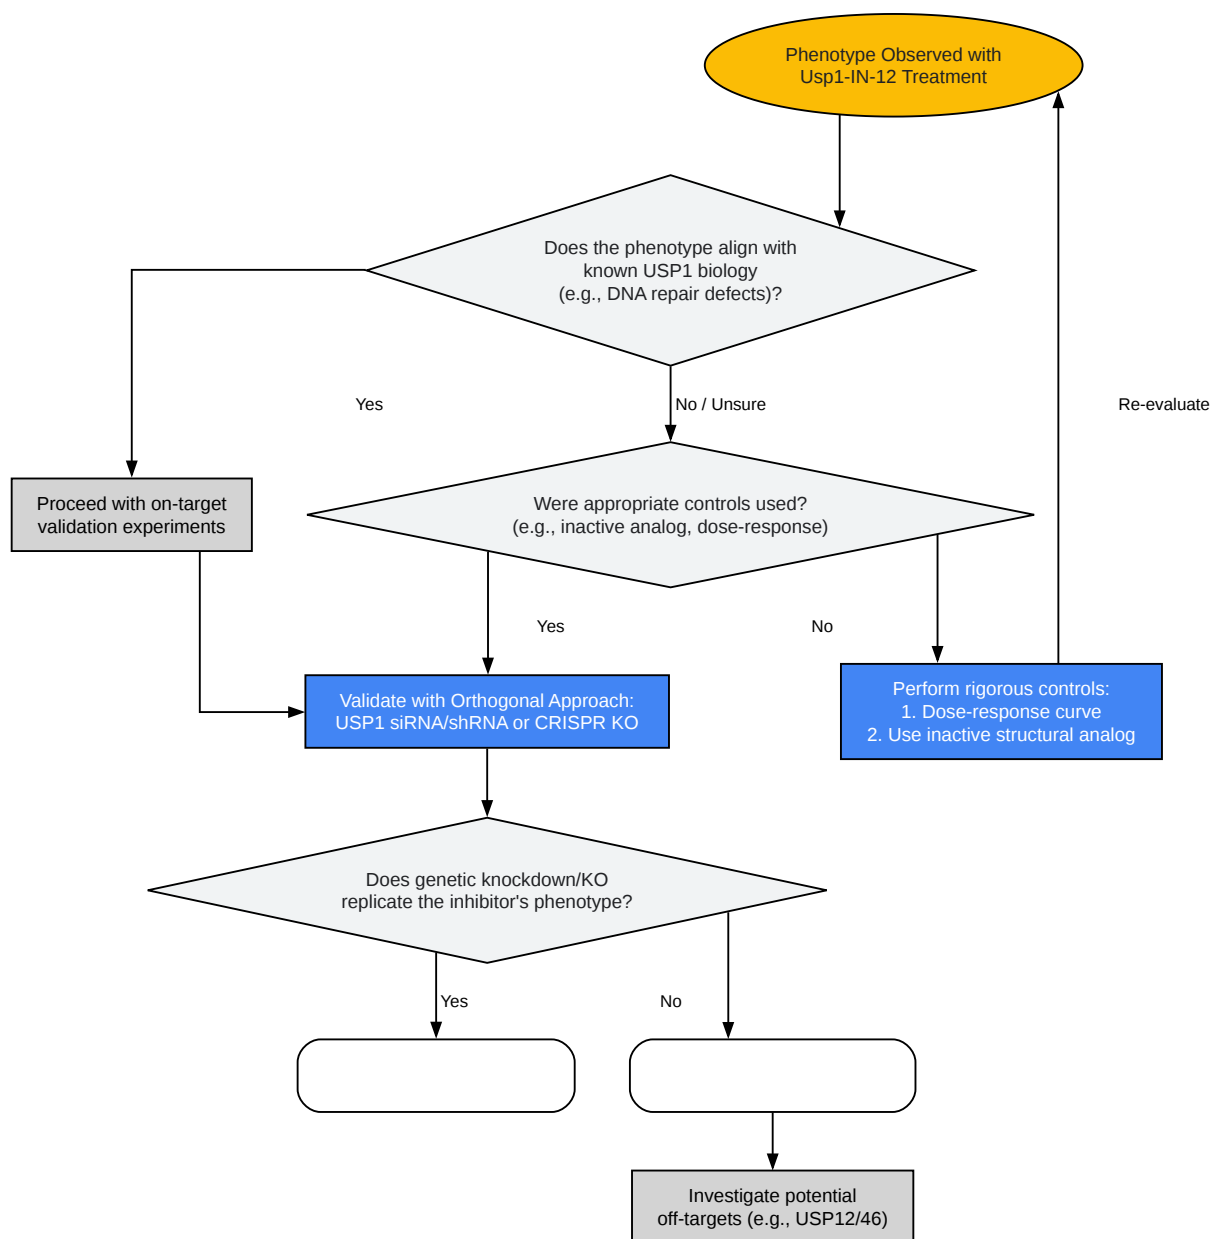 Phenotype Observed with
Usp1-IN-12 Treatment
Does the phenotype align with
known USP1 biology
(e.g., DNA repair defects)?
Yes
No / Unsure
Re-evaluate
Proceed with on-target
validation experiments
Were appropriate controls used?
(e.g., inactive analog, dose-response)
Yes
No
Validate with Orthogonal Approach:
USP1 siRNA/shRNA or CRISPR KO
Perform rigorous controls:
1. Dose-response curve
2. Use inactive structural analog
Does genetic knockdown/KO
replicate the inhibitor's phenotype?
Yes
No
Investigate potential
off-targets (e.g., USP12/46)